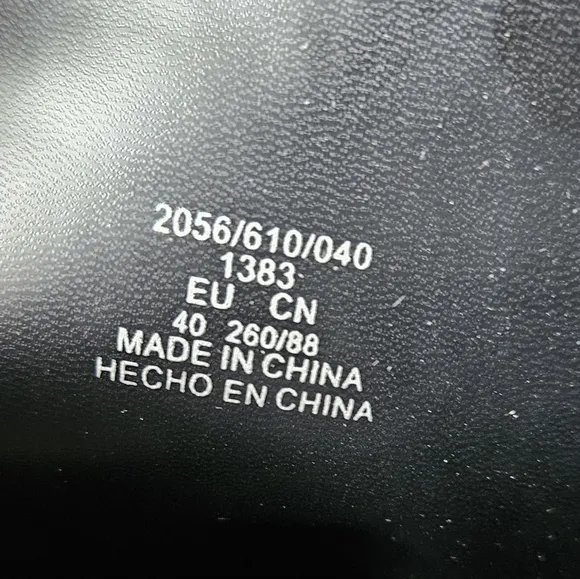 2056/610/040
1383
EU CN
40 260/88
MADE IN CHINA
HECHO EN CHINA